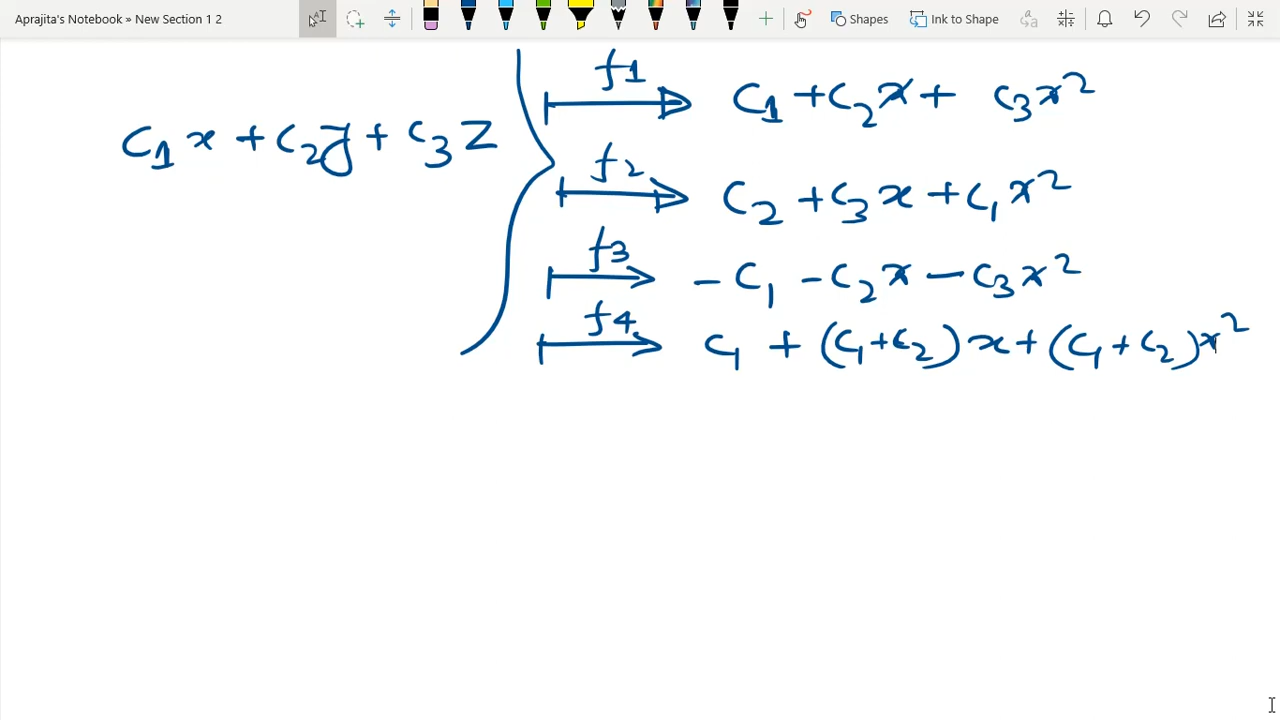 Aprajita's Notebook » New Section 1 2
Shapes
Ink to Shape
c₁x + c₂y + c₃z
f1 c₁ + c₂x + c₃x²
f2 c₂ + c₃x + c₁x²
f3 - c₁ - c₂x - c₃x²
f4 c₁ + (c₁+c₂)x + (c₁+c₂)x²